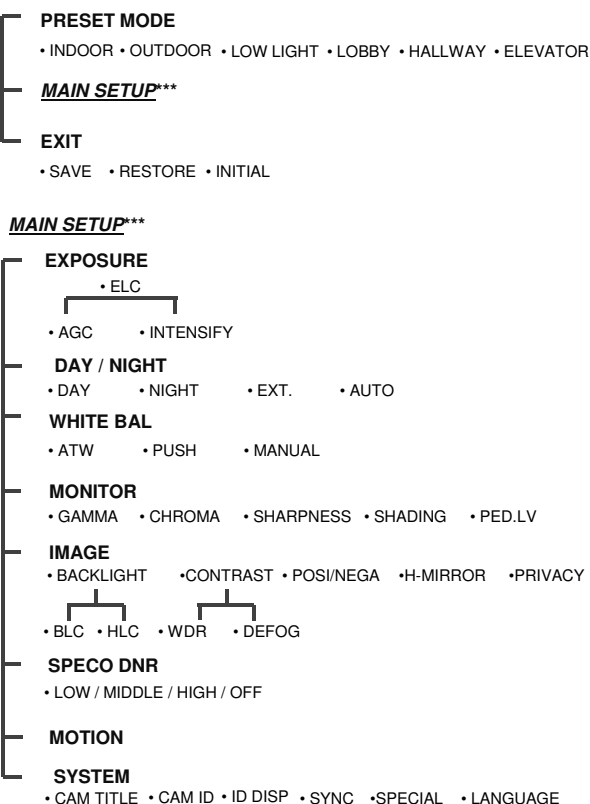 PRESET MODE
• INDOOR • OUTDOOR • LOW LIGHT • LOBBY • HALLWAY • ELEVATOR
MAIN SETUP***
EXIT
• SAVE • RESTORE • INITIAL
MAIN SETUP***
EXPOSURE
• ELC
• AGC • INTENSIFY
DAY / NIGHT
• DAY • NIGHT • EXT. • AUTO
WHITE BAL
• ATW • PUSH • MANUAL
MONITOR
• GAMMA • CHROMA • SHARPNESS • SHADING • PED.LV
IMAGE
• BACKLIGHT •CONTRAST • POSI/NEGA •H-MIRROR •PRIVACY
• BLC • HLC • WDR • DEFOG
SPECO DNR
• LOW / MIDDLE / HIGH / OFF
MOTION
SYSTEM
• CAM TITLE • CAM ID • ID DISP • SYNC •SPECIAL • LANGUAGE